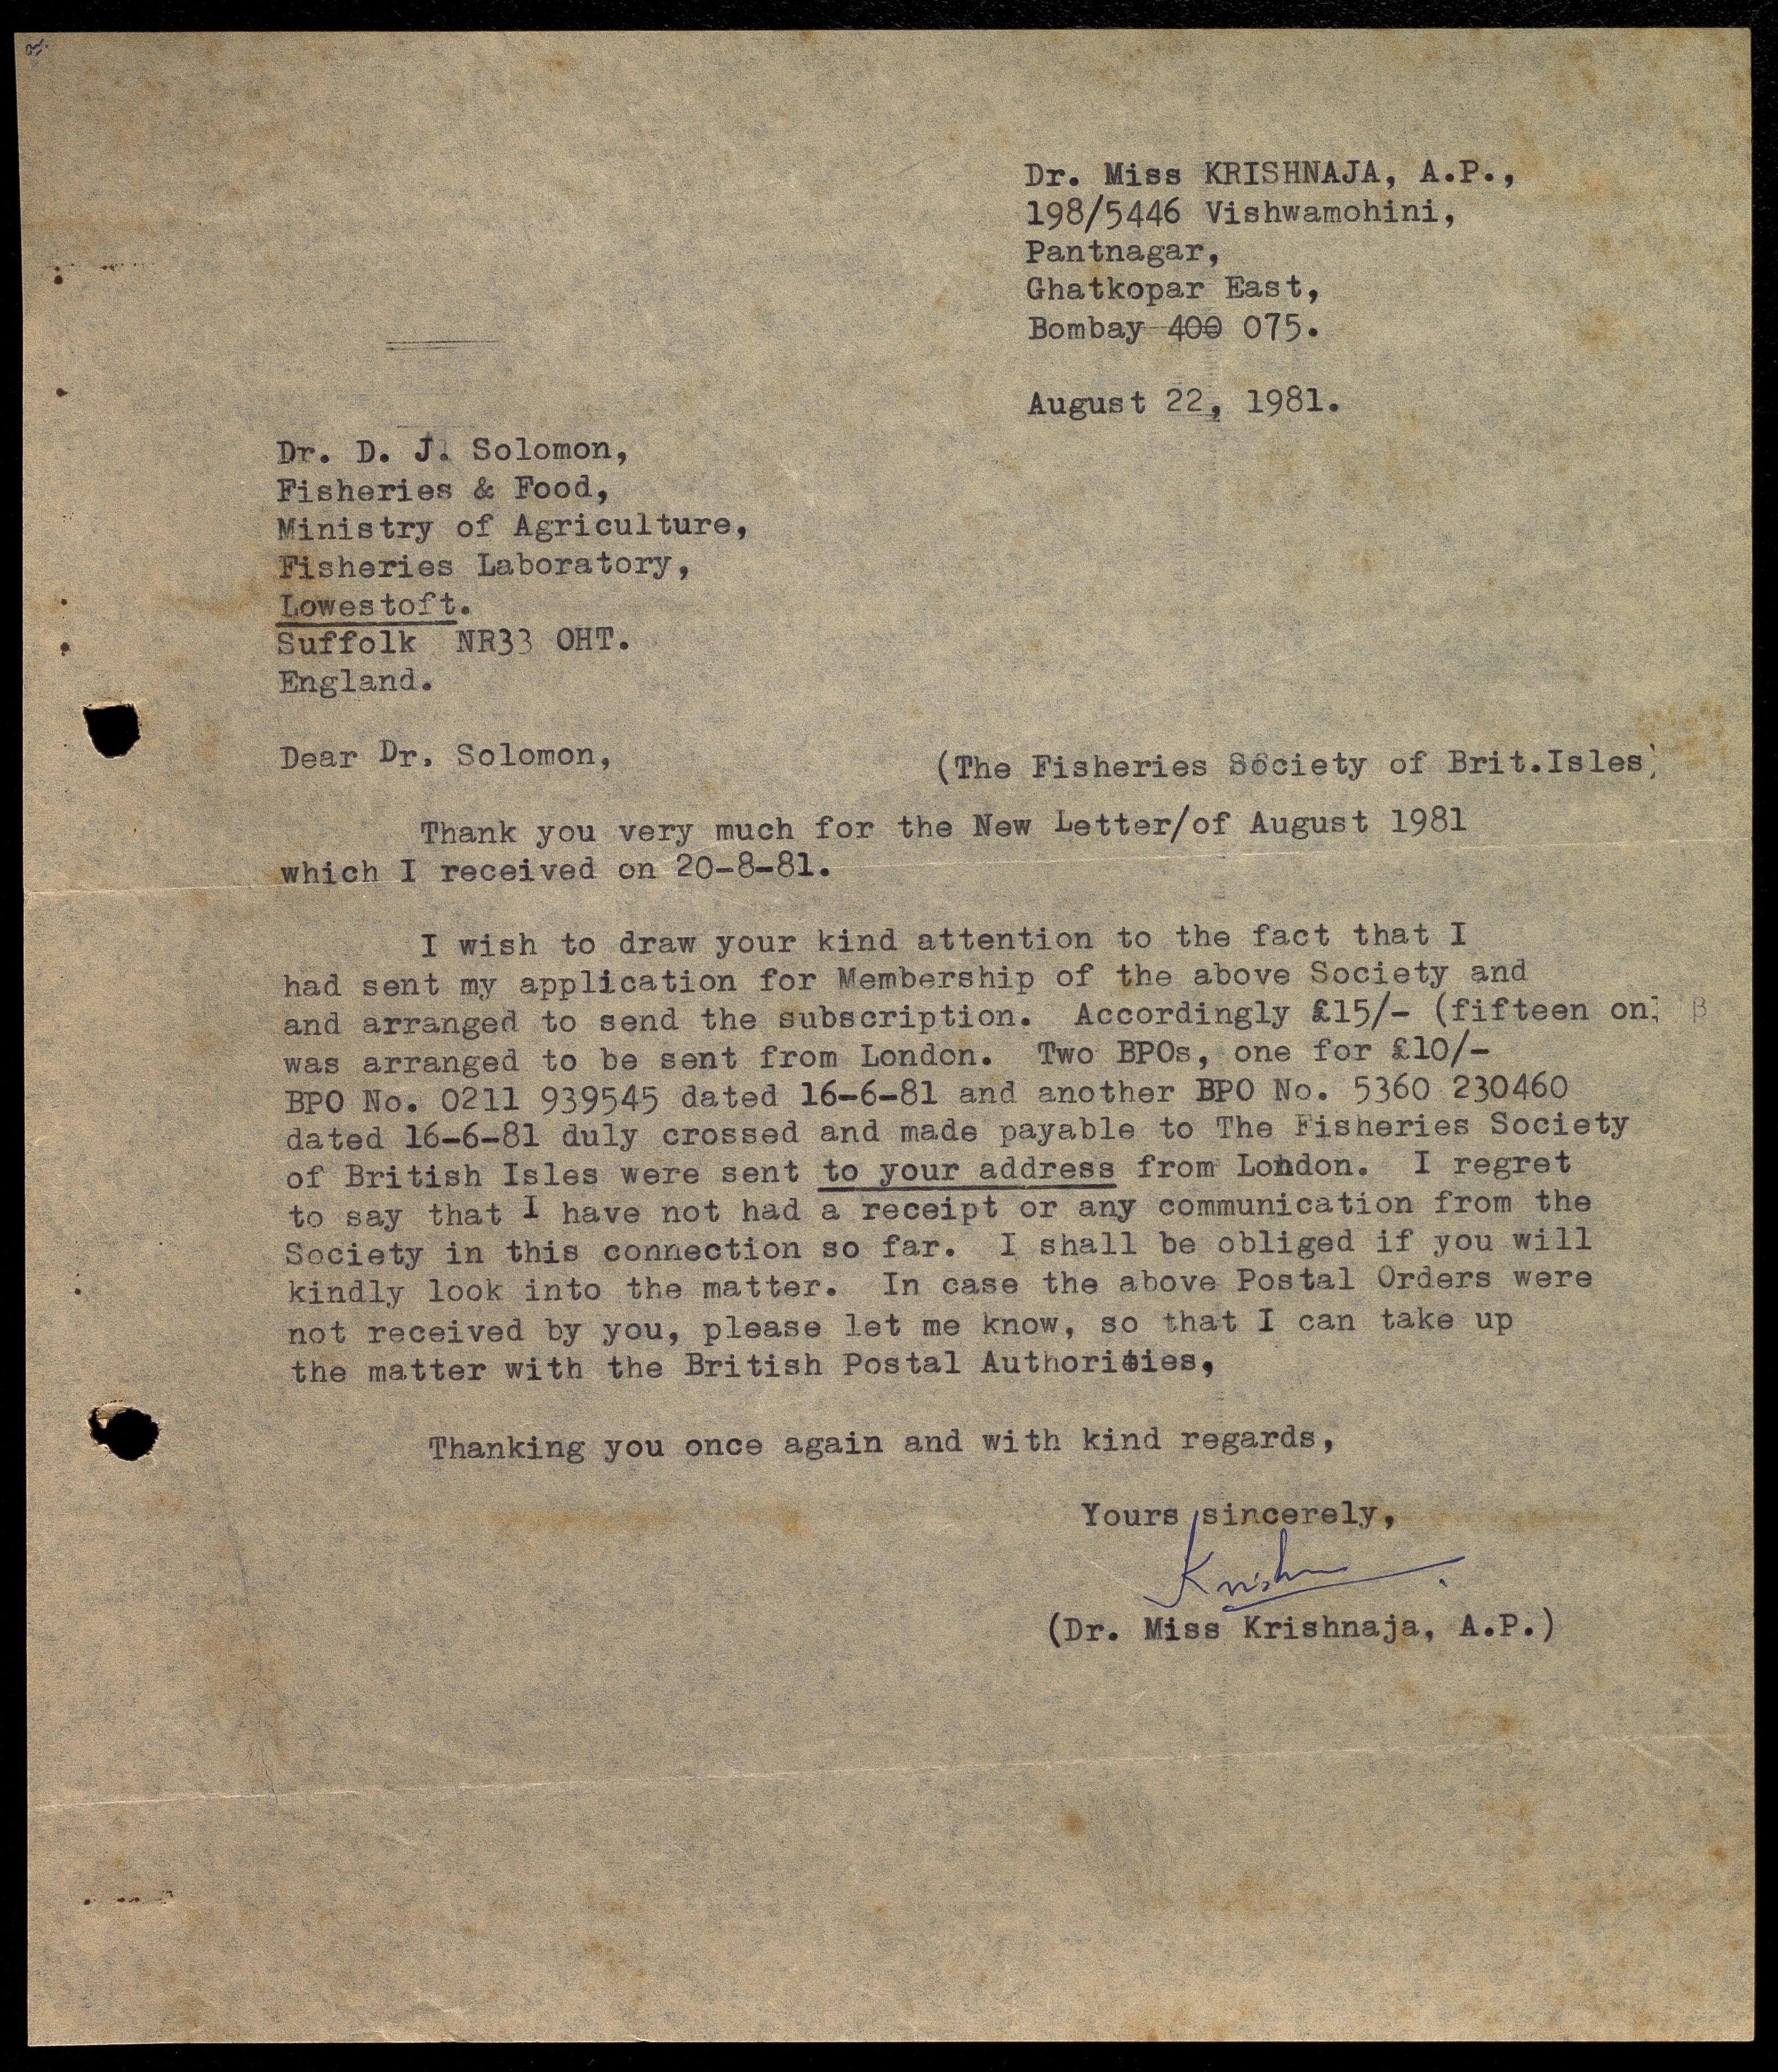 Dr. Miss KRISHNAJA, A.P.,
198/5446 Vishwamohini,
Pantnagar,
Ghatkopar East,
Bombay 400 075.
August 22, 1981.
Dr. D. J. Solomon,
Fisheries & Food,
Ministry of Agriculture,
Fisheries Laboratory,
Lowestoft.
Suffolk NR33 OHT.
England.
Dear Dr. Solomon,
(The Fisheries Society of Brit.Isles)
Thank you very much for the New Letter/of August 1981
which I received on 20-8-81.
I wish to draw your kind attention to the fact that I
had sent my application for Membership of the above Society and
and arranged to send the subscription. Accordingly £15/- (fifteen on
was arranged to be sent from London. Two BPOs, one for £10/-
BPO No. 0211 939545 dated 16-6-81 and another BPO No. 5360 230460
dated 16-6-81 duly crossed and made payable to The Fisheries Society
of British Isles were sent to your address from London. I regret
to say that I have not had a receipt or any communication from the
Society in this connection so far. I shall be obliged if you will
kindly look into the matter. In case the above Postal Orders were
not received by you, please let me know, so that I can take up
the matter with the British Postal Authorities,
Thanking you once again and with kind regards,
Yours sincerely,
Krishn
(Dr. Miss Krishnaja, A.P.)